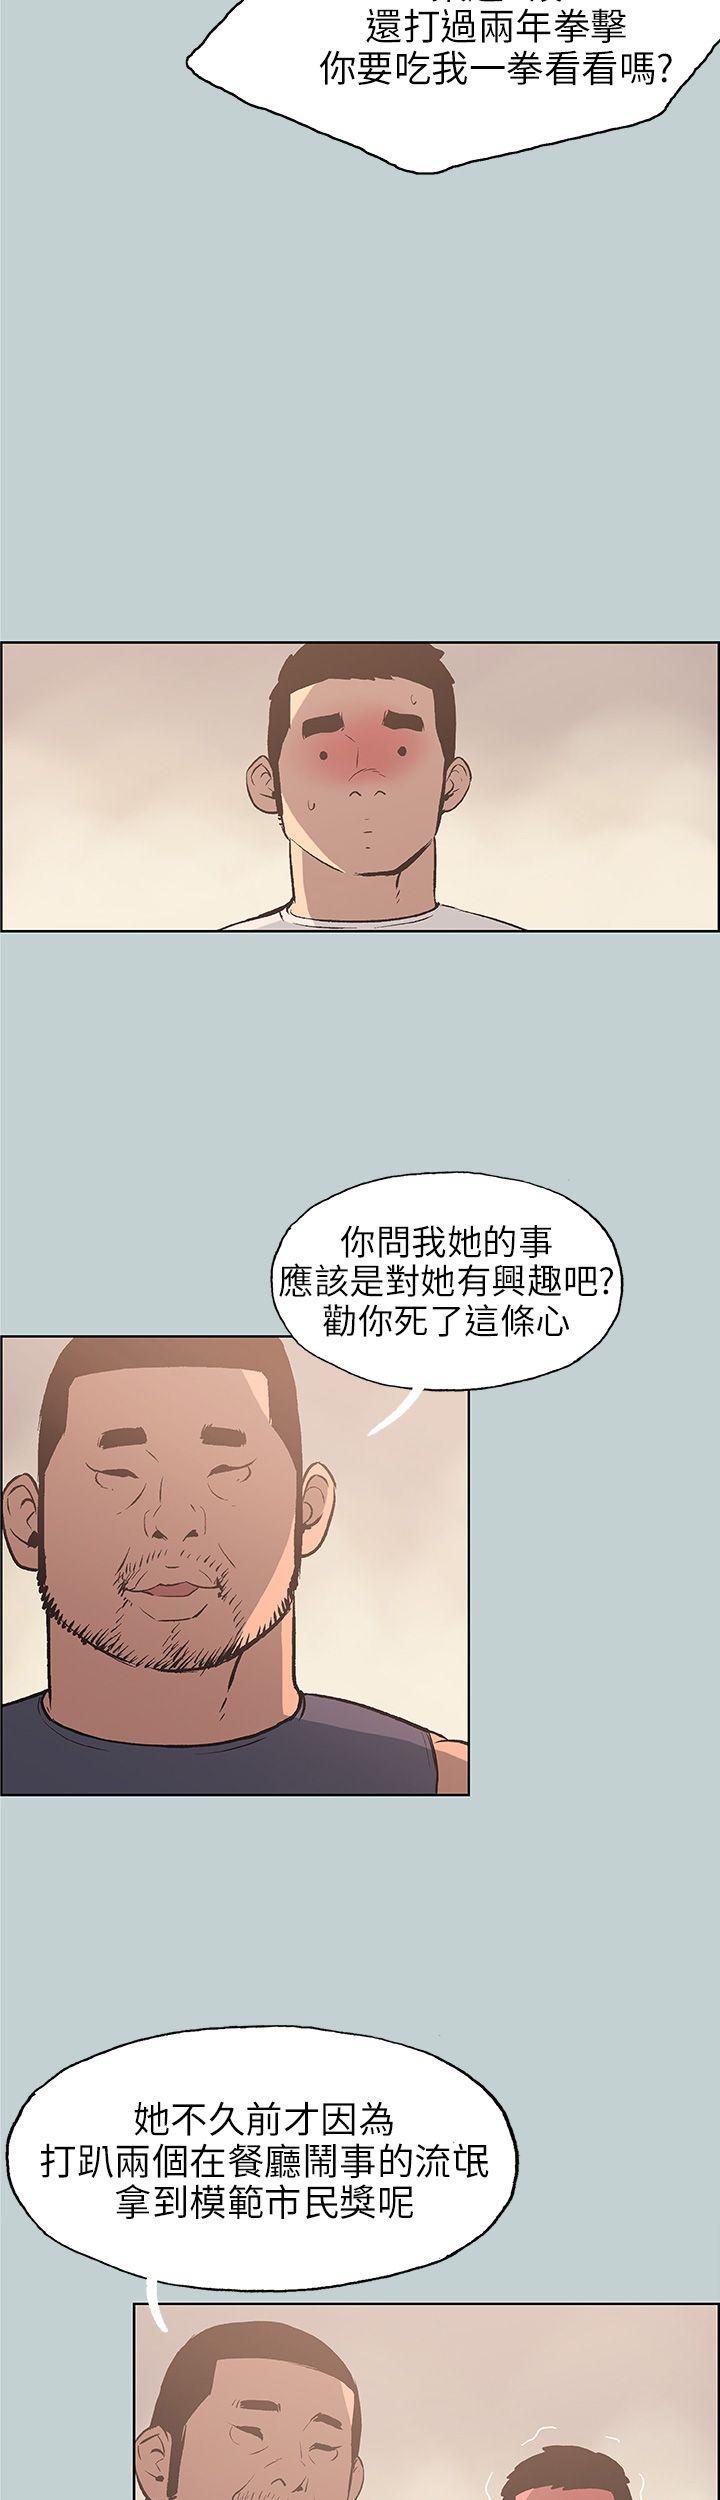 還打過兩年拳擊
你要吃我一拳看看嗎?
你問我她的事
應該是對她有興趣吧?
勸你死了這條心
她不久前才因為
打趴兩個在餐廳鬧事的流氓
拿到模範市民獎呢